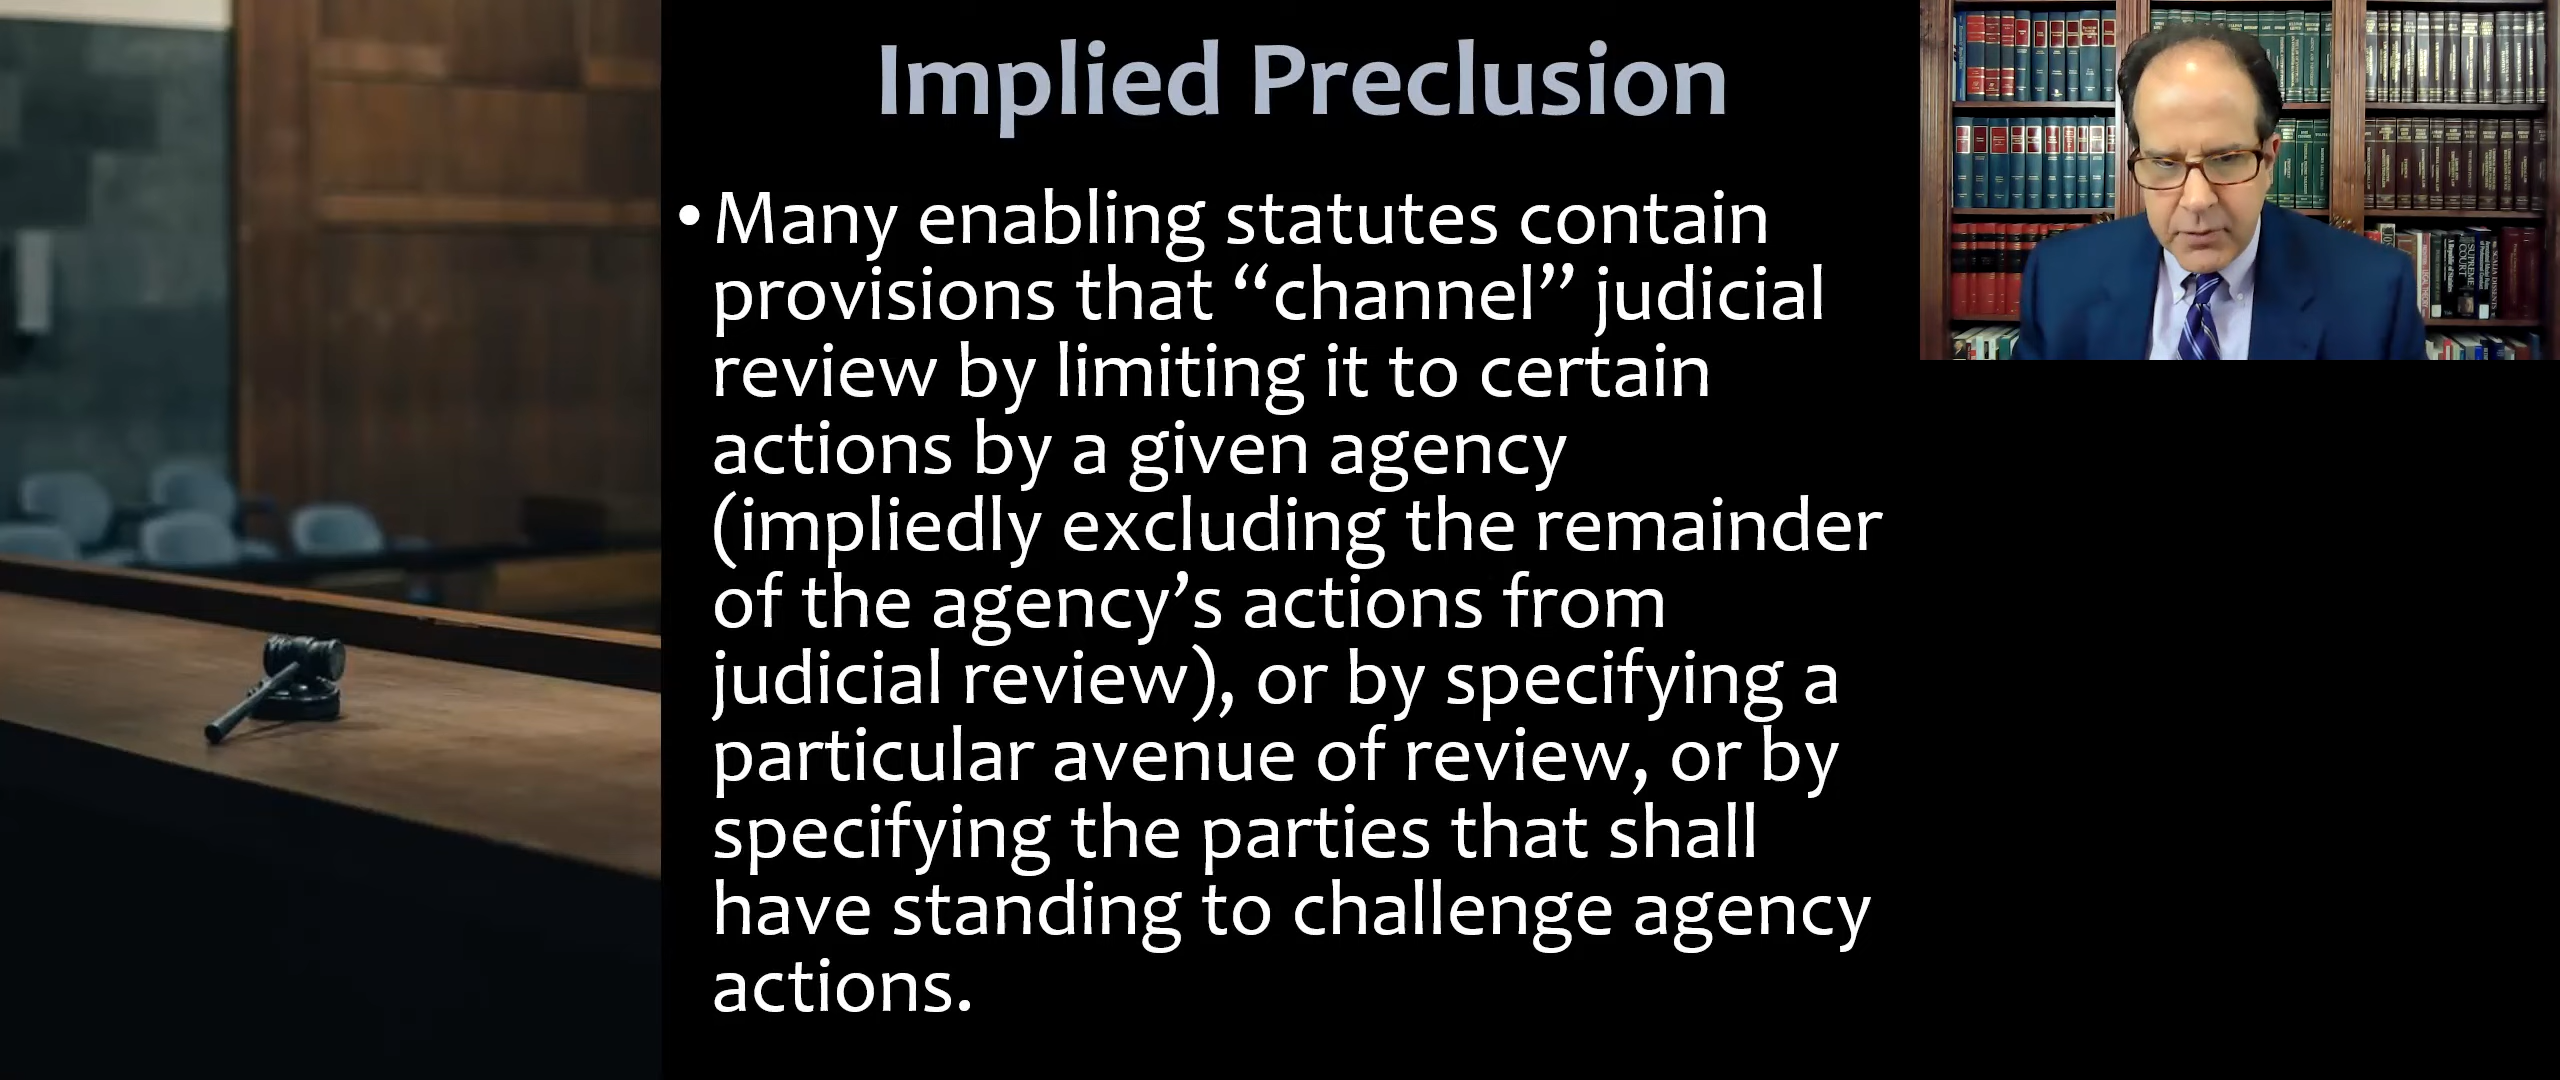 Implied Preclusion
• Many enabling statutes contain
provisions that “channel” judicial
review by limiting it to certain
actions by a given agency
(impliedly excluding the remainder
of the agency’s actions from
judicial review), or by specifying a
particular avenue of review, or by
specifying the parties that shall
have standing to challenge agency
actions.